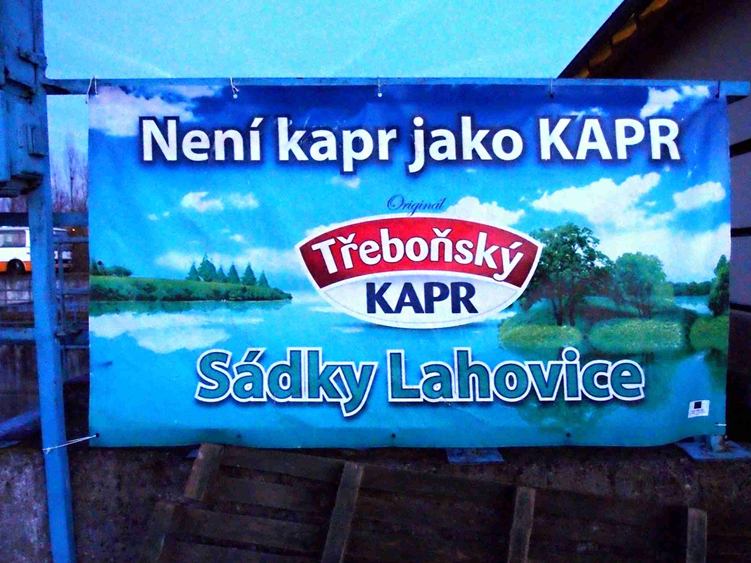 Není kapr jako KAPR
Originál
Třeboňský
KAPR
Sádky Lahovice